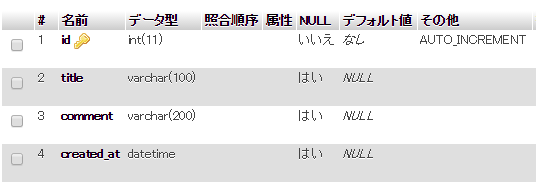 # 名前 データ型 照合順序 属性 NULL デフォルト値 その他
1 id int(11) いいえ なし AUTO_INCREMENT
2 title varchar(100) はい NULL
3 comment varchar(200) はい NULL
4 created_at datetime はい NULL